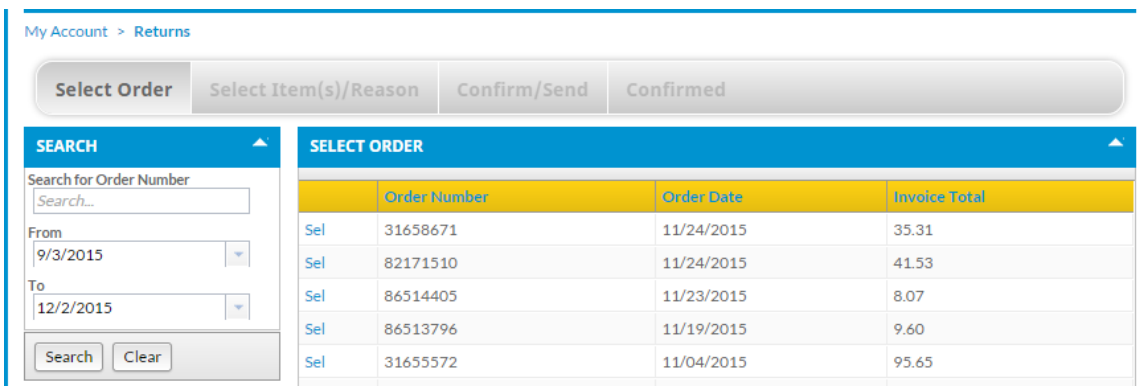 My Account > Returns
Select Order Select Item(s)/Reason Confirm/Send Confirmed
SEARCH
Search for Order Number
Search...
From
9/3/2015
To
12/2/2015
Search Clear
SELECT ORDER
Order Number Order Date Invoice Total
Sel 31658671 11/24/2015 35.31
Sel 82171510 11/24/2015 41.53
Sel 86514405 11/23/2015 8.07
Sel 86513796 11/19/2015 9.60
Sel 31655572 11/04/2015 95.65